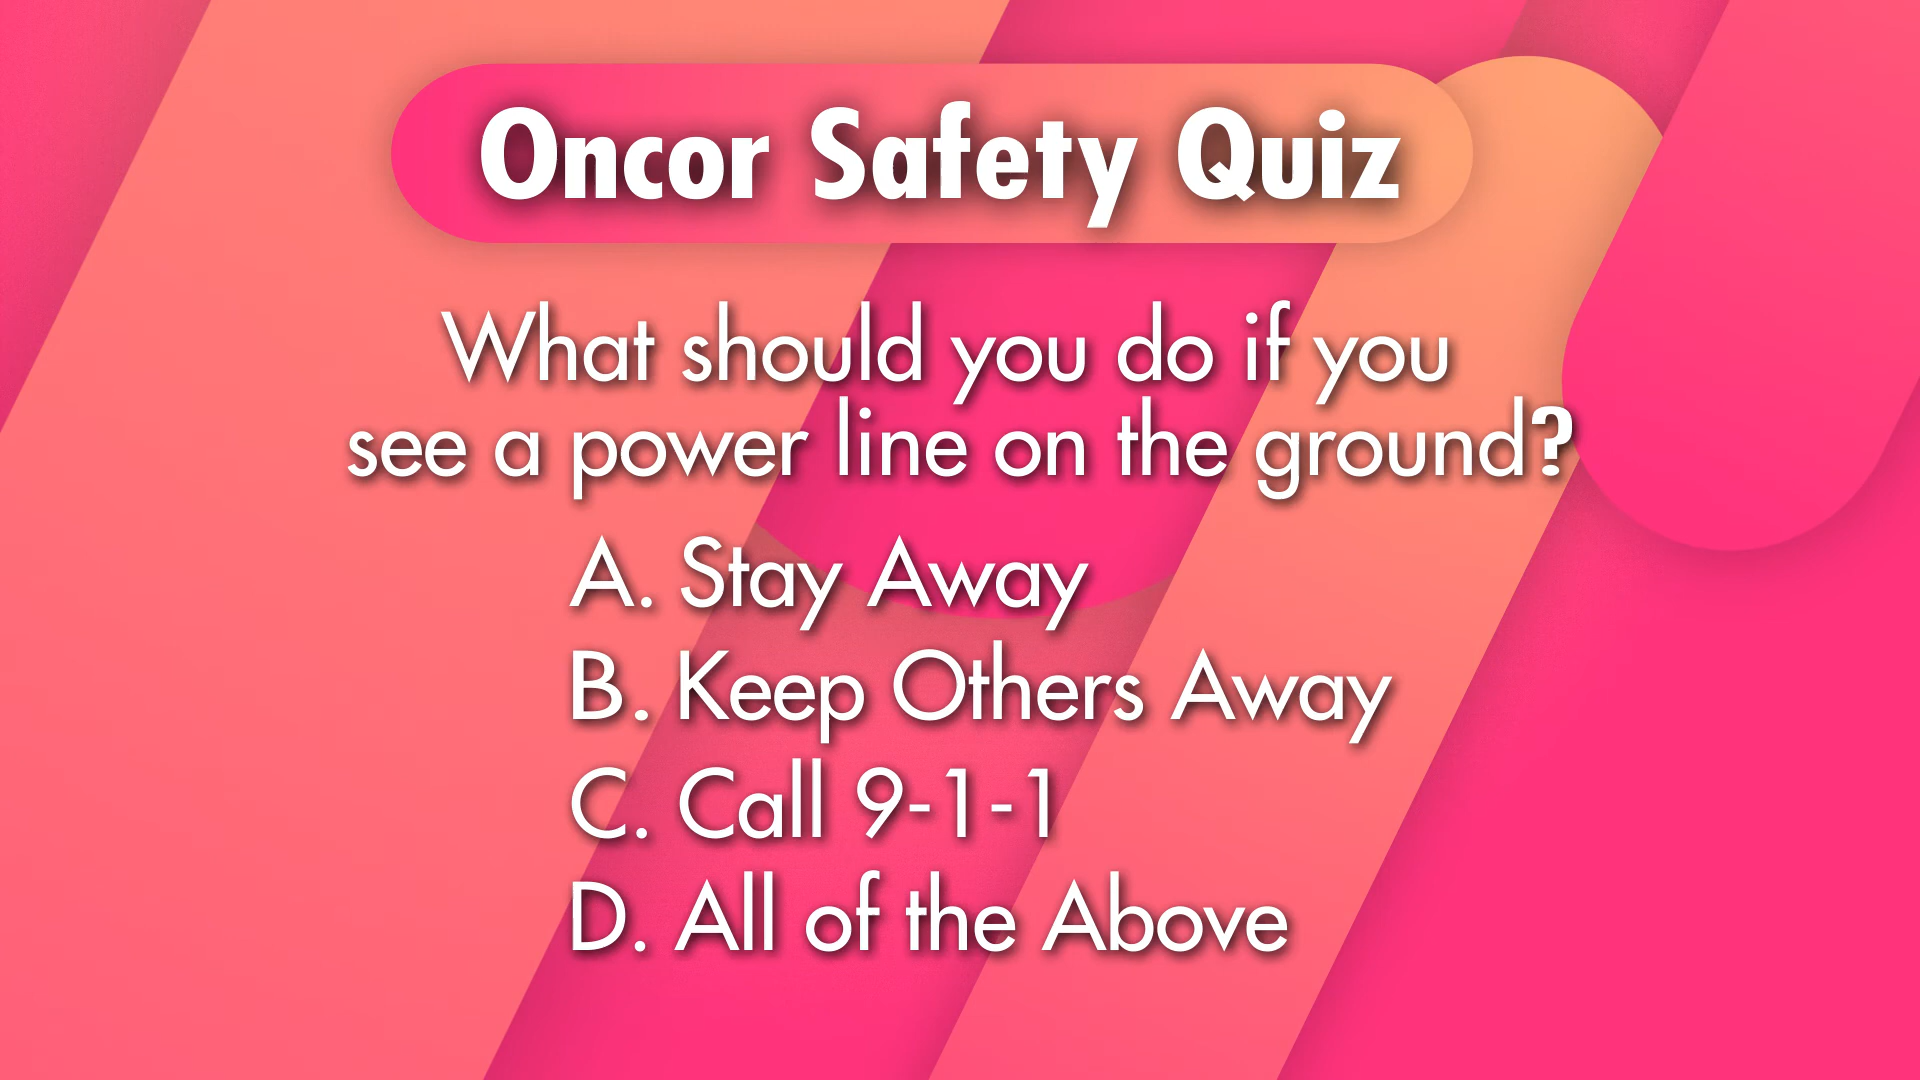 Oncor Safety Quiz
What should you do if you
see a power line on the ground?
A. Stay Away
B. Keep Others Away
C. Call 9-1-1
D. All of the Above